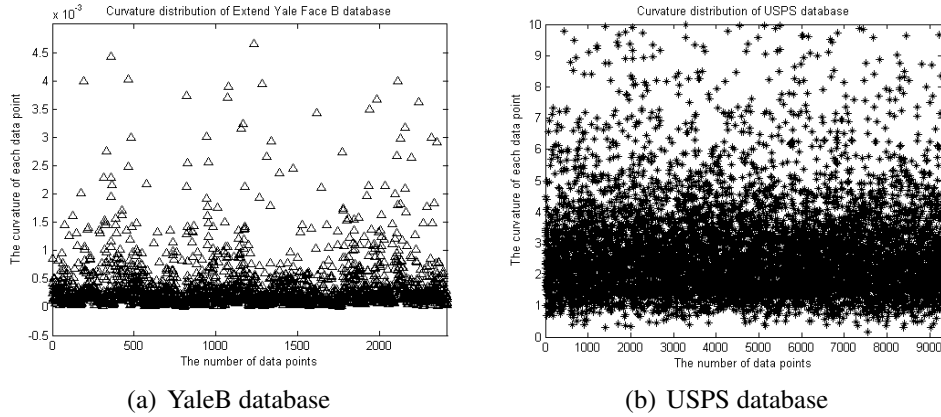 Curvature distribution of Extend Yale Face B database
x 10^-3
4.5
4
3.5
3
2.5
2
1.5
1
0.5
0
-0.5
The curvature of each data point
0 500 1000 1500 2000
The number of data points
(a) YaleB database
Curvature distribution of USPS database
10
9
8
7
6
5
4
3
2
1
0
The curvature of each data point
0 1000 2000 3000 4000 5000 6000 7000 8000 9000
The number of data points
(b) USPS database